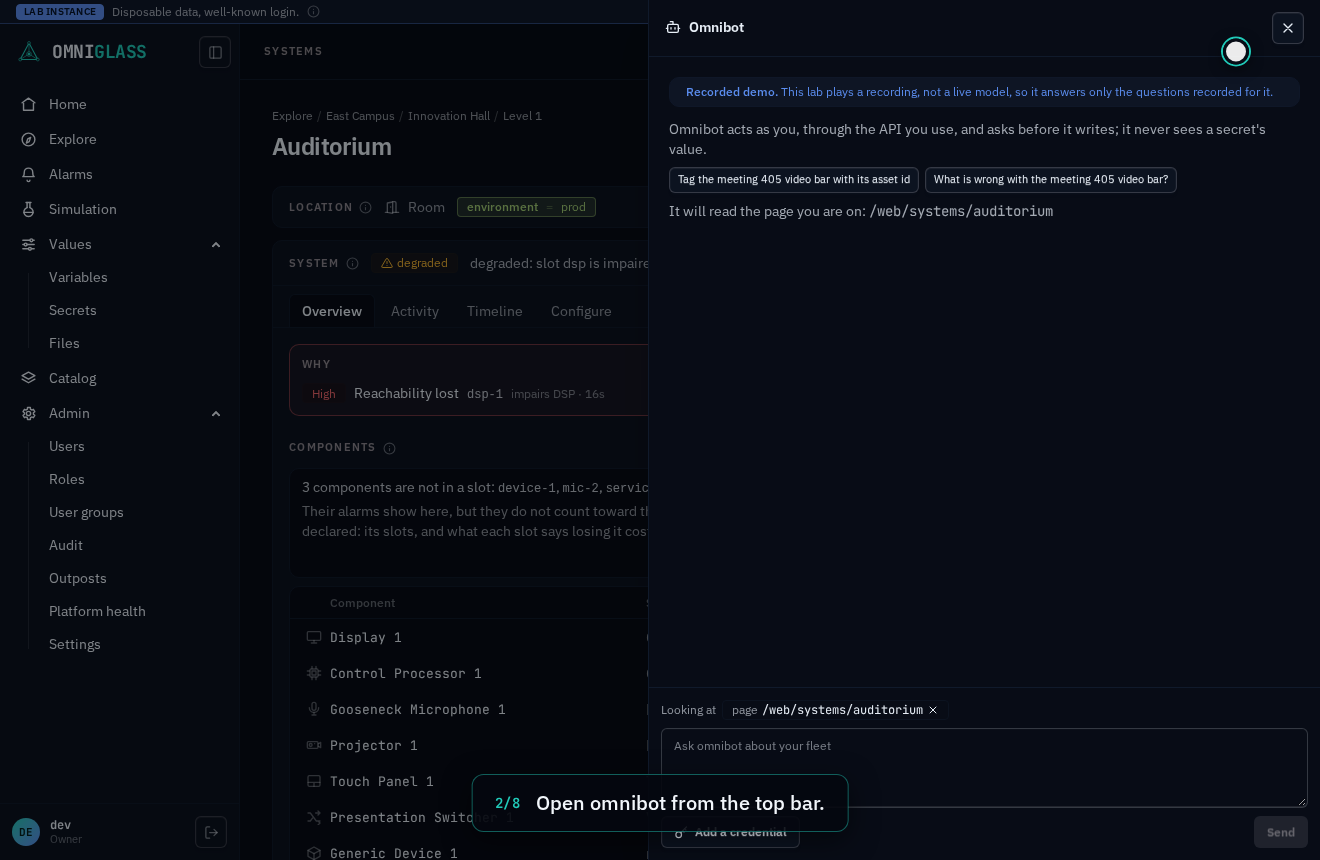 LAB INSTANCE Disposable data, well-known login.
OMNIGLASS
Home
Explore
Alarms
Simulation
Values
Variables
Secrets
Files
Catalog
Admin
Users
Roles
User groups
Audit
Outposts
Platform health
Settings
DE
dev
Owner
SYSTEMS
Explore / East Campus / Innovation Hall / Level 1
Auditorium
LOCATION Room environment = prod
SYSTEM degraded degraded: slot dsp is impaire
Overview Activity Timeline Configure
WHY
High Reachability lost dsp-1 impairs DSP · 16s
COMPONENTS
3 components are not in a slot: device-1, mic-2, servic
Their alarms show here, but they do not count toward th
declared: its slots, and what each slot says losing it cos
Component
Display 1
Control Processor 1
Gooseneck Microphone 1
Projector 1
Touch Panel 1
Presentation Switcher 1
Generic Device 1
Omnibot
Recorded demo. This lab plays a recording, not a live model, so it answers only the questions recorded for it.
Omnibot acts as you, through the API you use, and asks before it writes; it never sees a secret's
value.
Tag the meeting 405 video bar with its asset id
What is wrong with the meeting 405 video bar?
It will read the page you are on: /web/systems/auditorium
Looking at page /web/systems/auditorium
Ask omnibot about your fleet
Add a credential
Send
2/8 Open omnibot from the top bar.